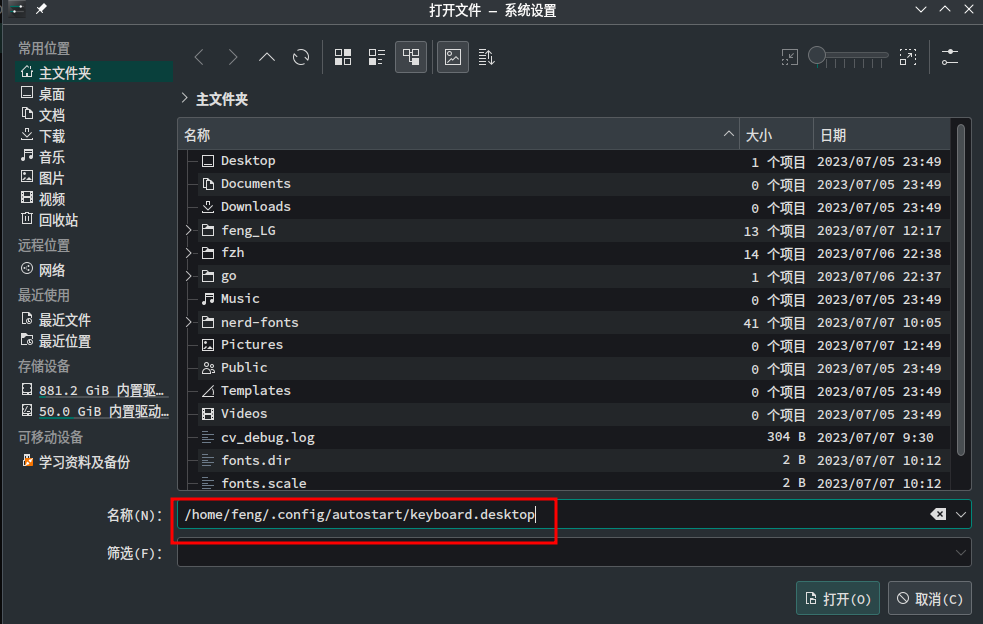 打开文件 — 系统设置
常用位置
主文件夹
桌面
文档
下载
音乐
图片
视频
回收站
远程位置
网络
最近使用
最近文件
最近位置
存储设备
881.2 GiB 内置驱…
50.0 GiB 内置驱动…
可移动设备
学习资料及备份
主文件夹
名称 大小 日期
Desktop 1 个项目 2023/07/05 23:49
Documents 0 个项目 2023/07/05 23:49
Downloads 0 个项目 2023/07/05 23:49
feng_LG 13 个项目 2023/07/07 12:17
fzh 14 个项目 2023/07/06 22:38
go 1 个项目 2023/07/06 22:37
Music 0 个项目 2023/07/05 23:49
nerd-fonts 41 个项目 2023/07/07 10:05
Pictures 0 个项目 2023/07/07 12:49
Public 0 个项目 2023/07/05 23:49
Templates 0 个项目 2023/07/05 23:49
Videos 0 个项目 2023/07/05 23:49
cv_debug.log 304 B 2023/07/07 9:30
fonts.dir 2 B 2023/07/07 10:12
fonts.scale 2 B 2023/07/07 10:12
名称(N): /home/feng/.config/autostart/keyboard.desktop
筛选(F):
打开(O) 取消(C)